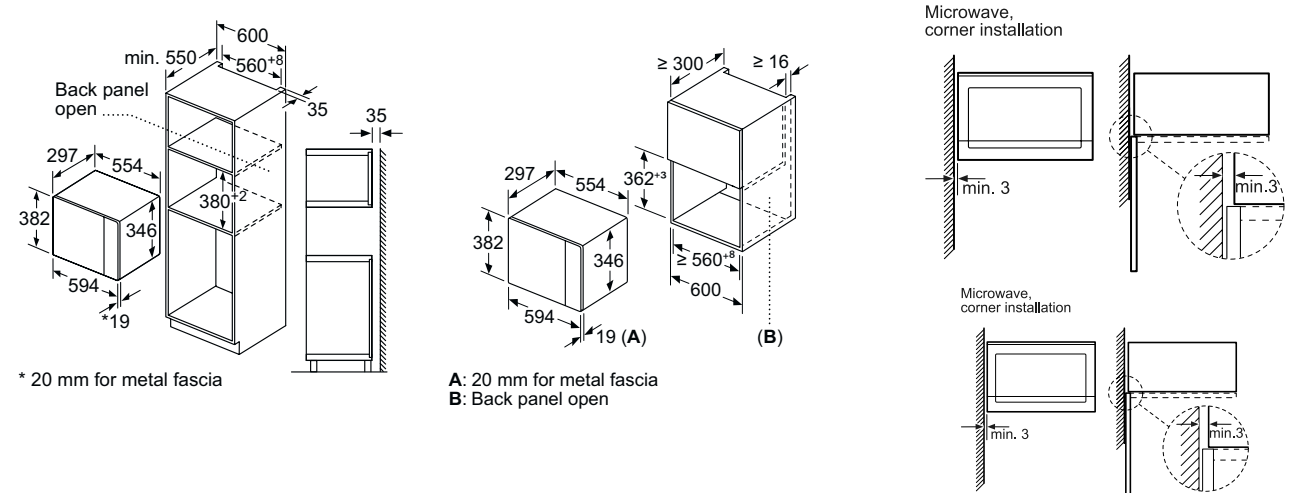 600
min. 550
560+8
Back panel
open
35
35
297
554
380+2
382
346
594
*19
* 20 mm for metal fascia
≥ 300
≥ 16
297
554
362+3
382
346
≥ 560+8
600
594
19 (A)
(B)
A: 20 mm for metal fascia
B: Back panel open
Microwave,
corner installation
min. 3
min.3
Microwave,
corner installation
min. 3
min.3